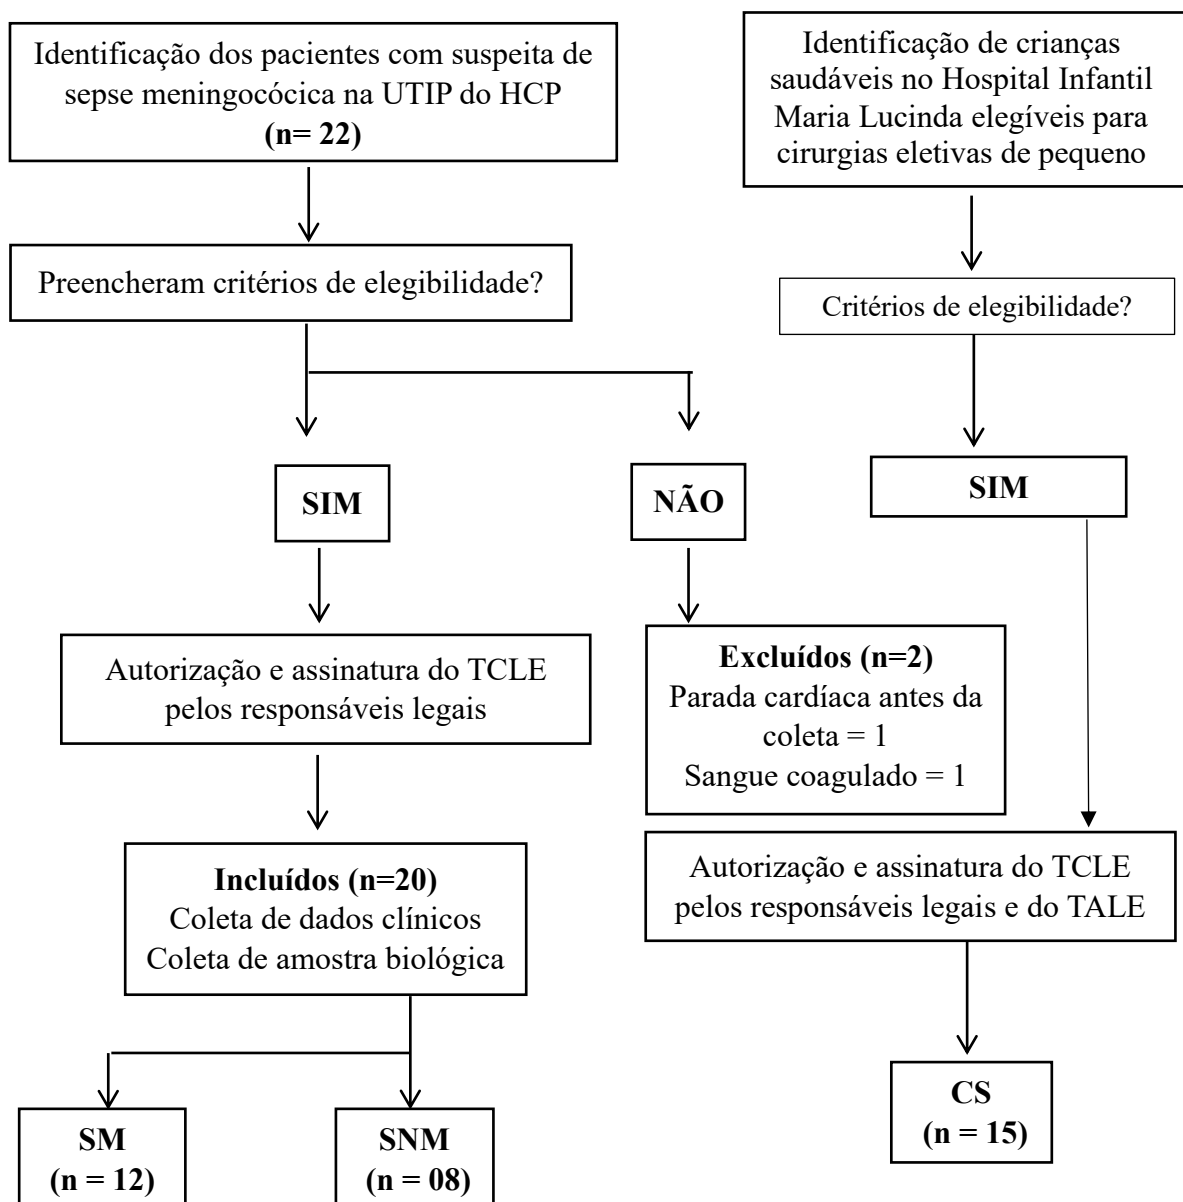 Identificação dos pacientes com suspeita de
sepse meningocócica na UTIP do HCP
(n= 22)
Identificação de crianças
saudáveis no Hospital Infantil
Maria Lucinda elegíveis para
cirurgias eletivas de pequeno
Preencheram critérios de elegibilidade?
Critérios de elegibilidade?
SIM
NÃO
SIM
Autorização e assinatura do TCLE
pelos responsáveis legais
Excluídos (n=2)
Parada cardíaca antes da
coleta = 1
Sangue coagulado = 1
Autorização e assinatura do TCLE
pelos responsáveis legais e do TALE
Incluídos (n=20)
Coleta de dados clínicos
Coleta de amostra biológica
SM
(n = 12)
SNM
(n = 08)
CS
(n = 15)